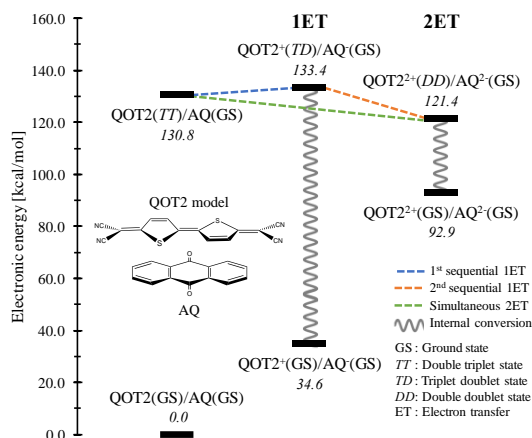 1ET
2ET
160.0
140.0
120.0
100.0
80.0
60.0
40.0
20.0
0.0
Electronic energy [kcal/mol]
QOT2⁺(TD)/AQ⁻(GS)
133.4
QOT2²⁺(DD)/AQ²⁻(GS)
121.4
QOT2(TT)/AQ(GS)
130.8
QOT2²⁺(GS)/AQ²⁻(GS)
92.9
QOT2 model
NC
NC
S
S
CN
CN
O
O
AQ
QOT2⁺(GS)/AQ⁻(GS)
34.6
QOT2(GS)/AQ(GS)
0.0
1st sequential 1ET
2nd sequential 1ET
Simultaneous 2ET
Internal conversion
GS : Ground state
TT : Double triplet state
TD: Triplet doublet state
DD: Double doublet state
ET : Electron transfer